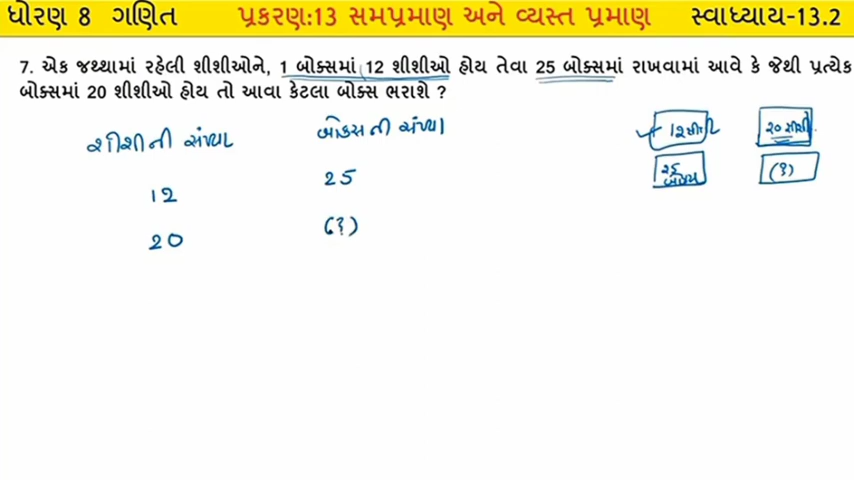 ધોરણ 8 ગણિત પ્રકરણ:13 સમપ્રમાણ અને વ્યસ્ત પ્રમાણ સ્વાધ્યાય-13.2
7. એક જથ્થામાં રહેલી શીશીઓને, 1 બોક્સમાં 12 શીશીઓ હોય તેવા 25 બોક્સમાં રાખવામાં આવે કે જેથી પ્રત્યેક
બોક્સમાં 20 શીશીઓ હોય તો આવા કેટલા બોક્સ ભરાશે ?
શીશીની સંખ્યા બોક્સની સંખ્યા
12 25
20 (?)
12 શીશી 20 શીશી
25 બોક્સ (?)